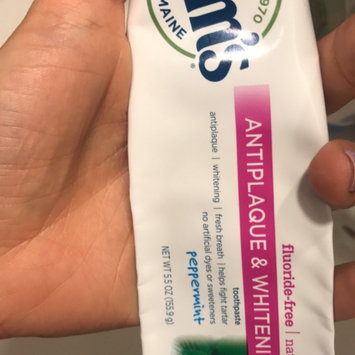 1970
m's
MAINE
fluoride-free |
ANTIPLAQUE &
toothpaste
antiplaque | whitening | fresh breath | helps fight tartar
no artificial dyes or sweeteners
peppermint
NET WT 5.5 OZ (155.9 g)